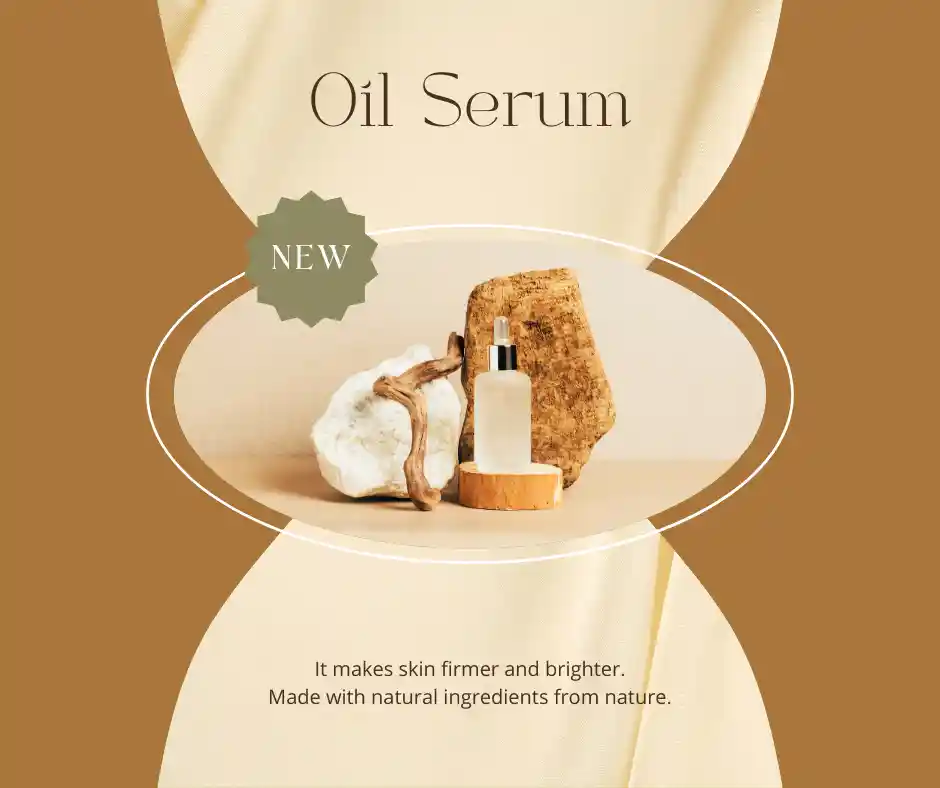 Oil Serum
NEW
It makes skin firmer and brighter.
Made with natural ingredients from nature.